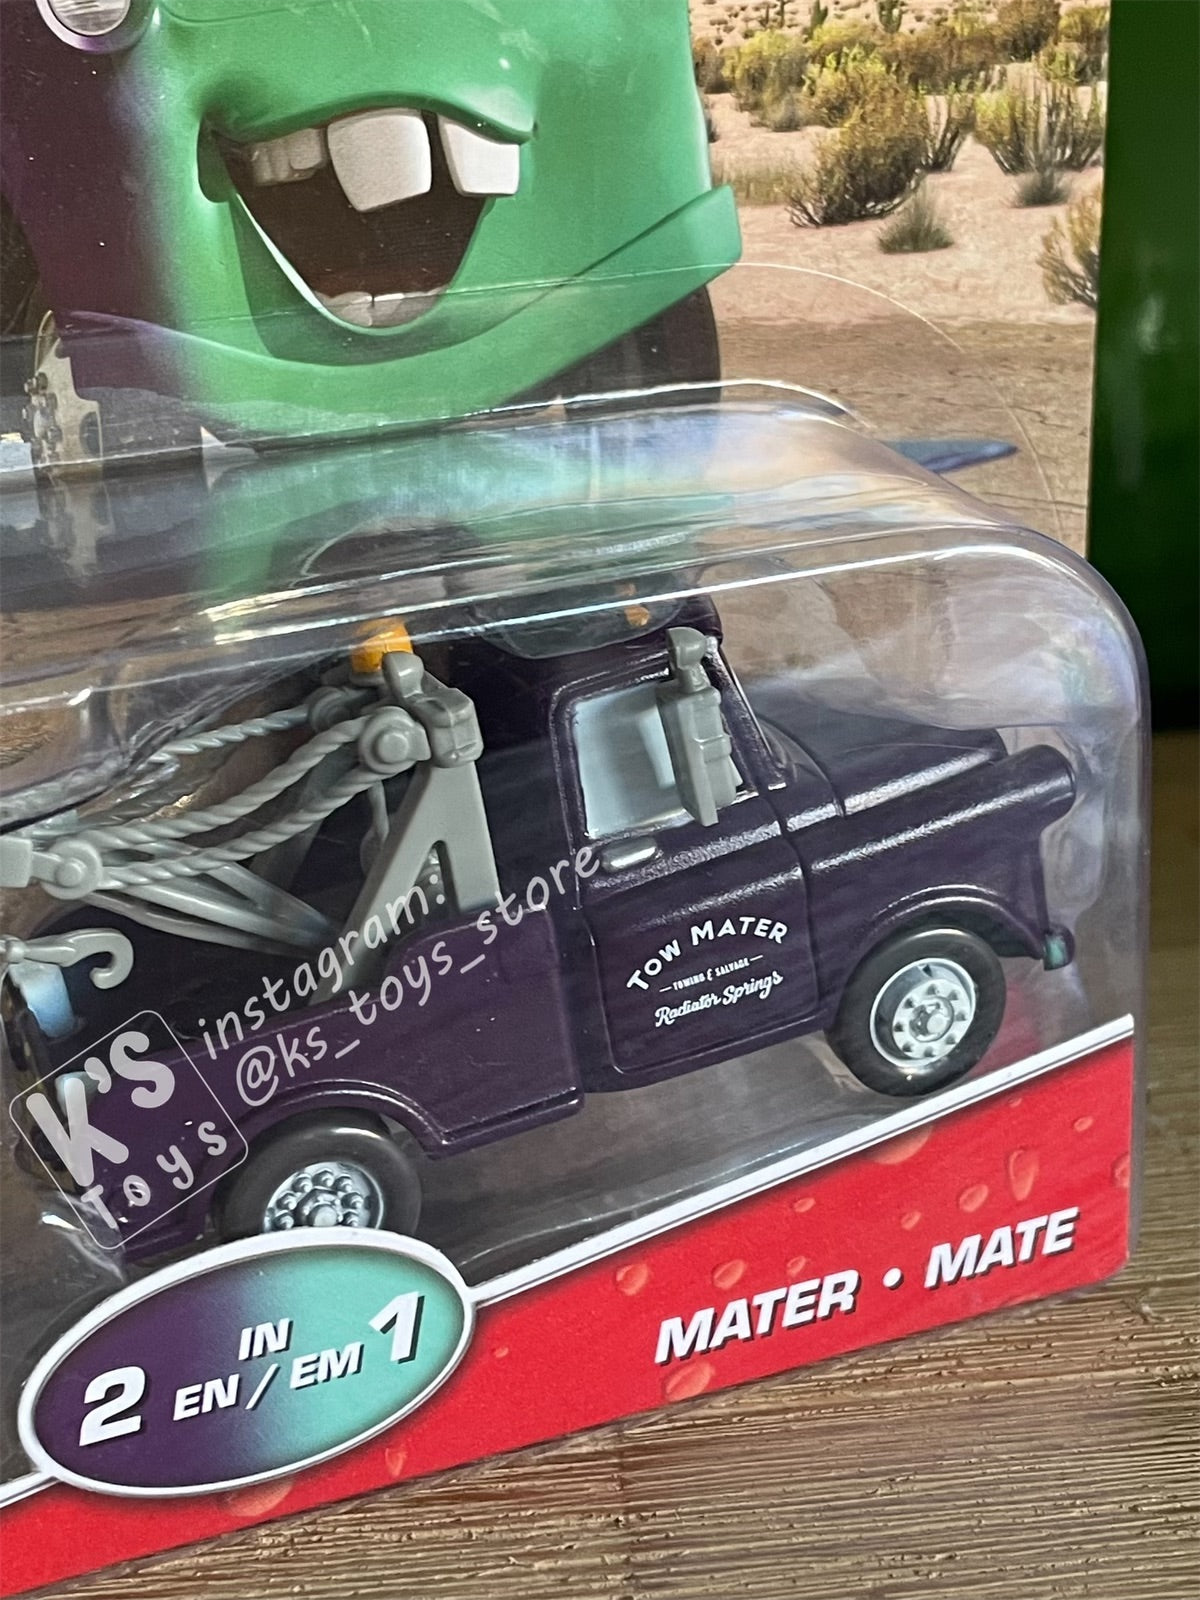 TOW MATER
TOWING & SALVAGE
Radiator Springs
instagram:
@ks_toys_store
K'S
Toys
2 IN EN/EM 1
MATER • MATE